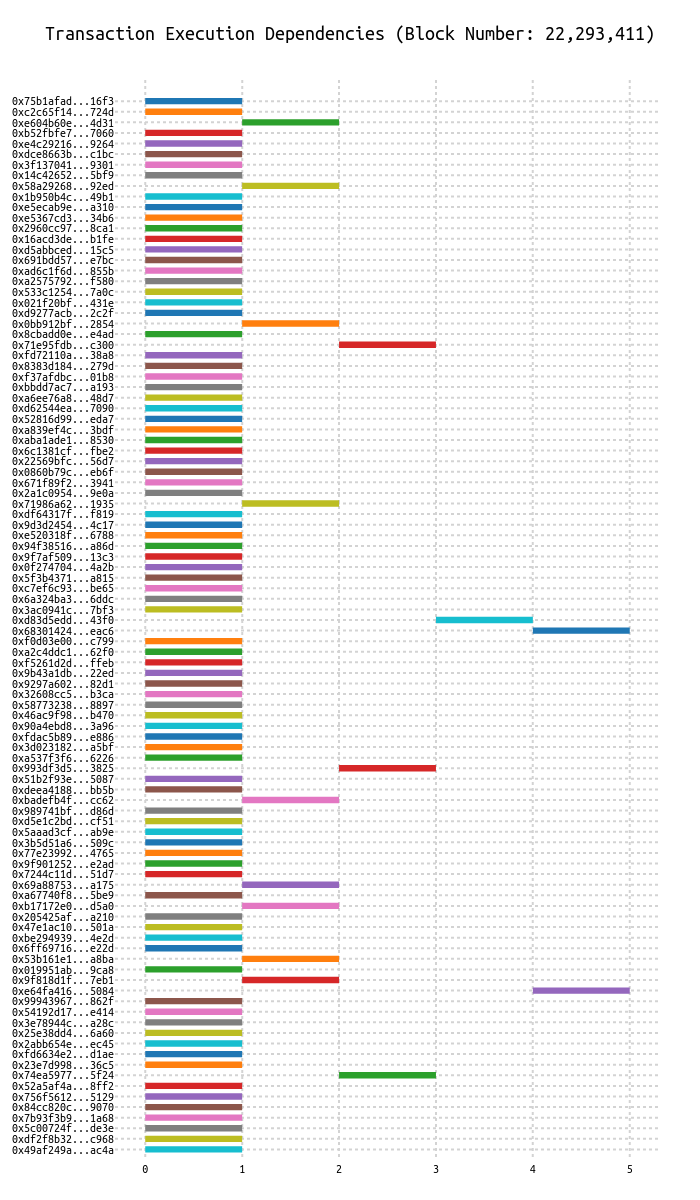 Transaction Execution Dependencies (Block Number: 22,293,411)
0x75b1afad...16f3
0xc2c65f14...724d
0xe604b60e...4d31
0xb52fbfe7...7060
0xe4c29216...9264
0xdce8663b...c1bc
0x3f137041...9301
0x14c42652...5bf9
0x58a29268...92ed
0x1b950b4c...49b1
0xe5ecab9e...a310
0xe5367cd3...34b6
0x2960cc97...8ca1
0x16acd3de...b1fe
0xd5abbced...15c5
0x691bdd57...e7bc
0xad6c1f6d...855b
0xa2575792...f580
0x533c1254...7a0c
0x021f20bf...431e
0xd9277acb...2c2f
0x0bb912bf...2854
0x8cbadd0e...e4ad
0x71e95fdb...c300
0xfd72110a...38a8
0x8383d184...279d
0xf37afdbc...01b8
0xbbdd7ac7...a193
0xa6ee76a8...48d7
0xd62544ea...7090
0x52816d99...eda7
0xa839ef4c...3bdf
0xaba1ade1...8530
0x6c1381cf...fbe2
0x22569bfc...56d7
0x0860b79c...eb6f
0x671f89f2...3941
0x2a1c0954...9e0a
0x71986a62...1935
0xdf64317f...f819
0x9d3d2454...4c17
0xe520318f...6788
0x94f38516...a86d
0x9f7af509...13c3
0x0f274704...4a2b
0x5f3b4371...a815
0xc7ef6c93...be65
0x6a324ba3...6ddc
0x3ac0941c...7bf3
0xd83d5edd...43f0
0x68301424...eac6
0xf0d03e00...c799
0xa2c4ddc1...62f0
0xf5261d2d...ffeb
0x9b43a1db...22ed
0x9297a602...82d1
0x32608cc5...b3ca
0x58773238...8897
0x46ac9f98...b470
0x90a4ebd8...3a96
0xfdac5b89...e886
0x3d023182...a5bf
0xa537f3f6...6226
0x993df3d5...3825
0x51b2f93e...5087
0xdeea4188...bb5b
0xbadefb4f...cc62
0x989741bf...d86d
0xd5e1c2bd...cf51
0x5aaad3cf...ab9e
0x3b5d51a6...509c
0x77e23992...4765
0x9f901252...e2ad
0x7244c11d...51d7
0x69a88753...a175
0xa67740f8...5be9
0xb17172e0...d5a0
0x205425af...a210
0x47e1ac10...501a
0xbe294939...4e2d
0x6ff69716...e22d
0x53b161e1...a8ba
0x019951ab...9ca8
0x9f818d1f...7eb1
0xe64fa416...5084
0x99943967...862f
0x54192d17...e414
0x3e78944c...a28c
0x25e38dd4...6a60
0x2abb654e...ec45
0xfd6634e2...d1ae
0x23e7d998...36c5
0x74ea5977...5f24
0x52a5af4a...8ff2
0x756f5612...5129
0x84cc820c...9070
0x7b93f3b9...1a68
0x5c00724f...de3e
0xdf2f8b32...c968
0x49af249a...ac4a
0 1 2 3 4 5